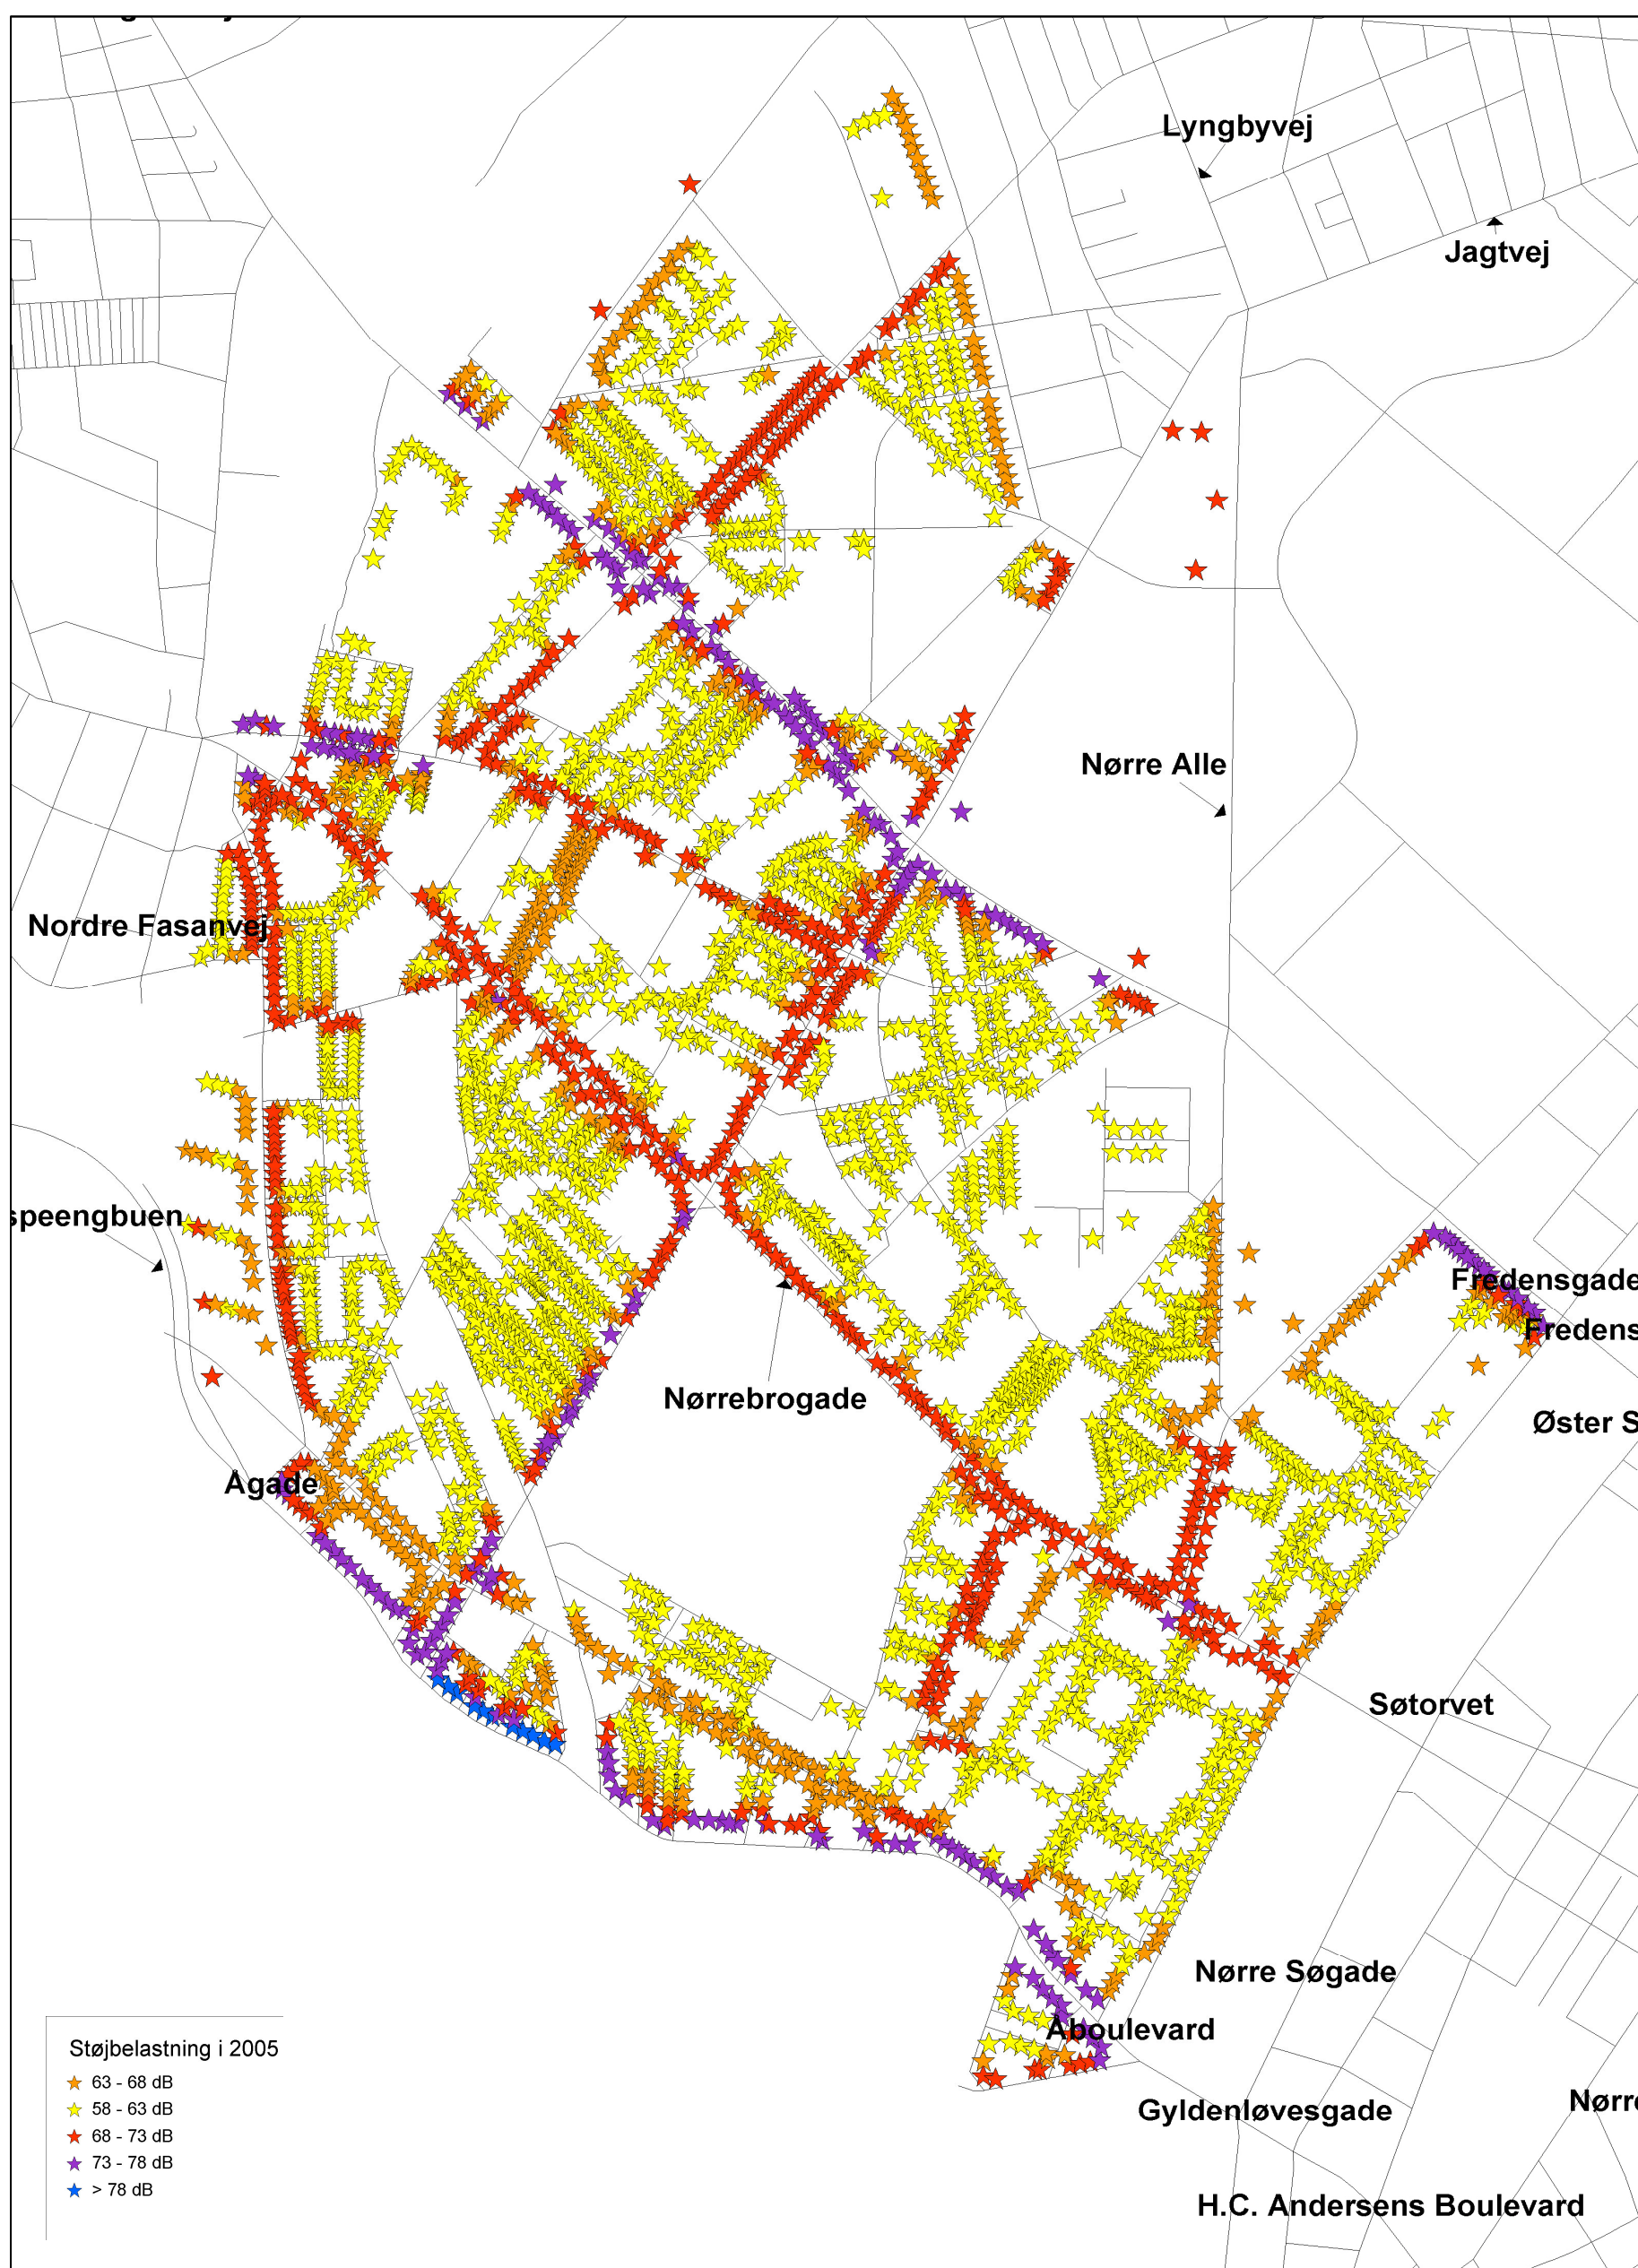 Lyngbyvej
Jagtvej
Nørre Alle
Nordre Fasanvej
speengbuen
Fredensgade
Fredens
Nørrebrogade
Øster S
Ågade
Søtorvet
Nørre Søgade
Åboulevard
Gyldenløvesgade
Nørre
H.C. Andersens Boulevard
Støjbelastning i 2005
63 - 68 dB
58 - 63 dB
68 - 73 dB
73 - 78 dB
> 78 dB